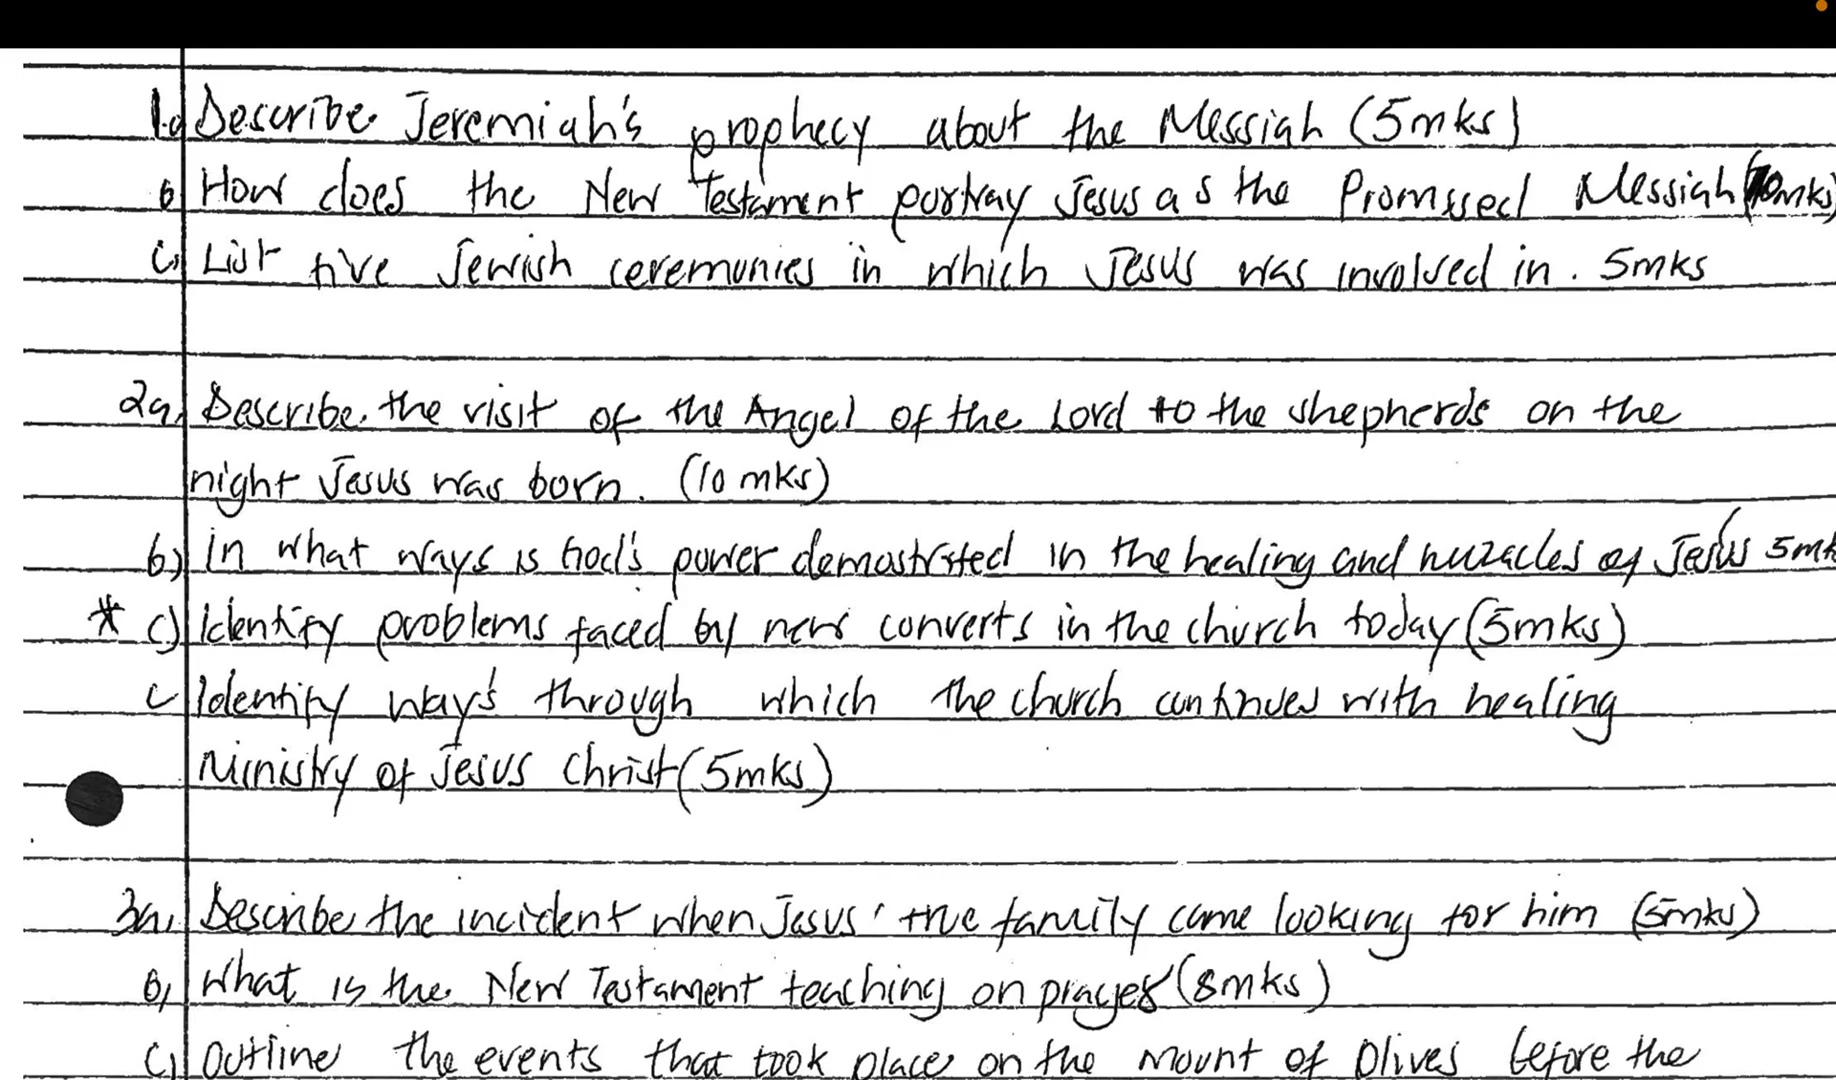 1.a Describe Jeremiah's prophecy about the Messiah (5mks)
b How does the New Testament portray Jesus as the Promissed Messiah (10mks)
c) List five Jewish ceremonies in which Jesus was involved in. 5mks
2a, Describe the visit of the Angel of the Lord to the shepherds on the
night Jesus was born. (10 mks)
b) in what ways is God's power demostrated in the healing and miracles of Jesus 5mk
* c) Identify problems faced by new converts in the church today (5mks)
c Identify ways through which the church continues with healing
Ministry of Jesus Christ (5mks)
3a, Describe the incident when Jesus' true family came looking for him (5mks)
b, What is the New Testament teaching on prayer (8mks)
c) Outline the events that took place on the Mount of Olives before the